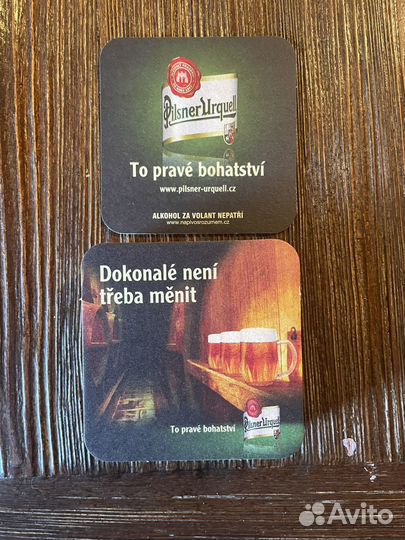 Pilsner Urquell
To pravé bohatství
www.pilsner-urquell.cz
ALKOHOL ZA VOLANT NEPATŘÍ
www.napivosrozumem.cz
Dokonalé není
třeba měnit
To pravé bohatství
Pilsner Urquell
Avito